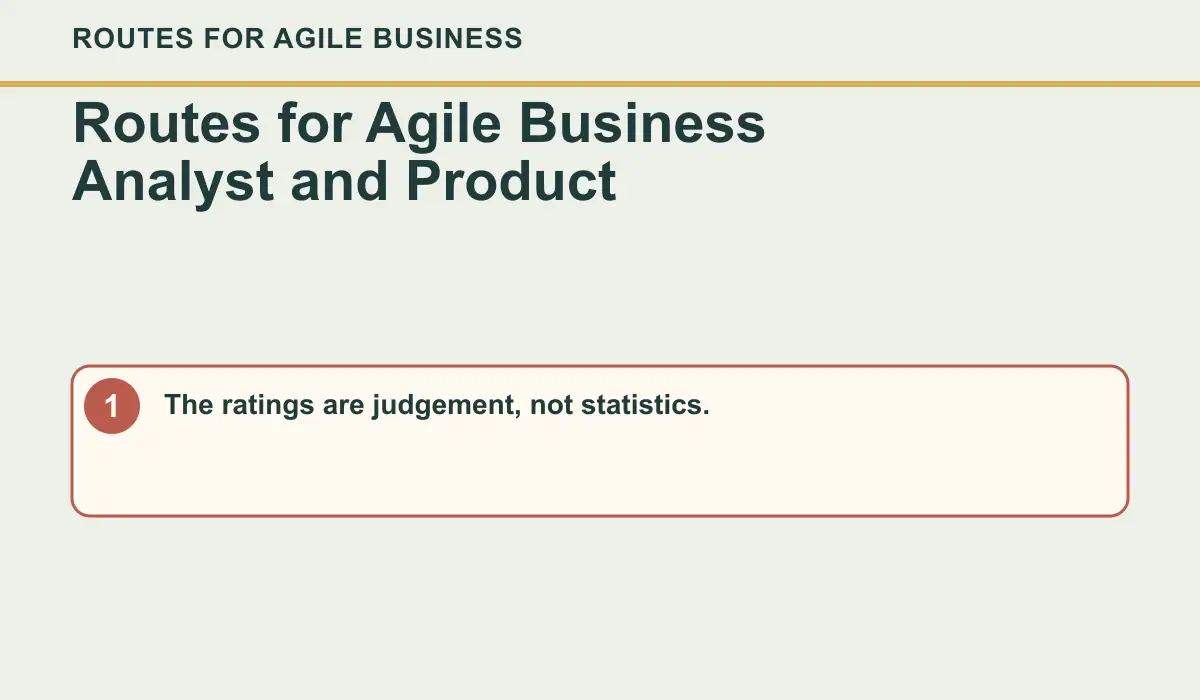 ROUTES FOR AGILE BUSINESS
Routes for Agile Business
Analyst and Product
1
The ratings are judgement, not statistics.